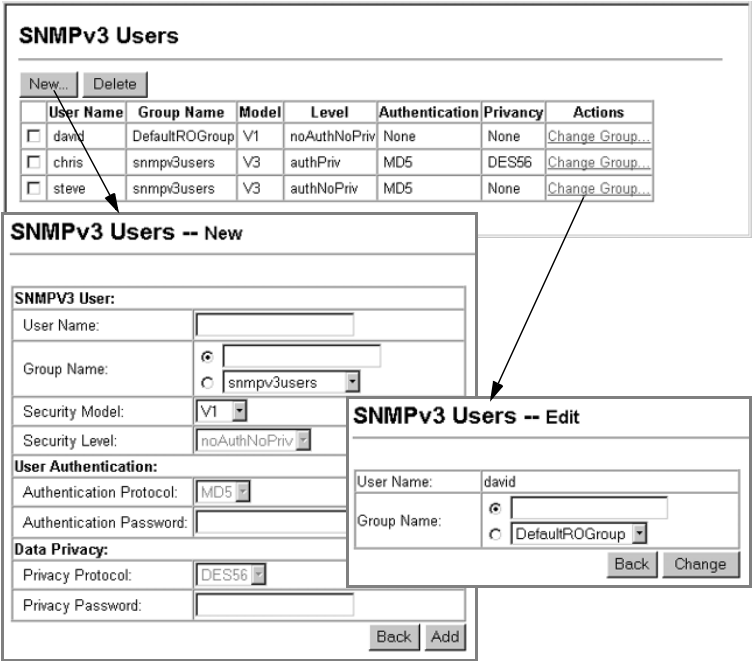 SNMPv3 Users
New... Delete
User Name Group Name Model Level Authentication Privancy Actions
david DefaultROGroup V1 noAuthNoPriv None None Change Group...
chris snmpv3users V3 authPriv MD5 DES56 Change Group...
steve snmpv3users V3 authNoPriv MD5 None Change Group...
SNMPv3 Users -- New
SNMPV3 User:
User Name:
Group Name:
snmpv3users
Security Model: V1
Security Level: noAuthNoPriv
User Authentication:
Authentication Protocol: MD5
Authentication Password:
Data Privacy:
Privacy Protocol: DES56
Privacy Password:
Back Add
SNMPv3 Users -- Edit
User Name: david
Group Name:
DefaultROGroup
Back Change